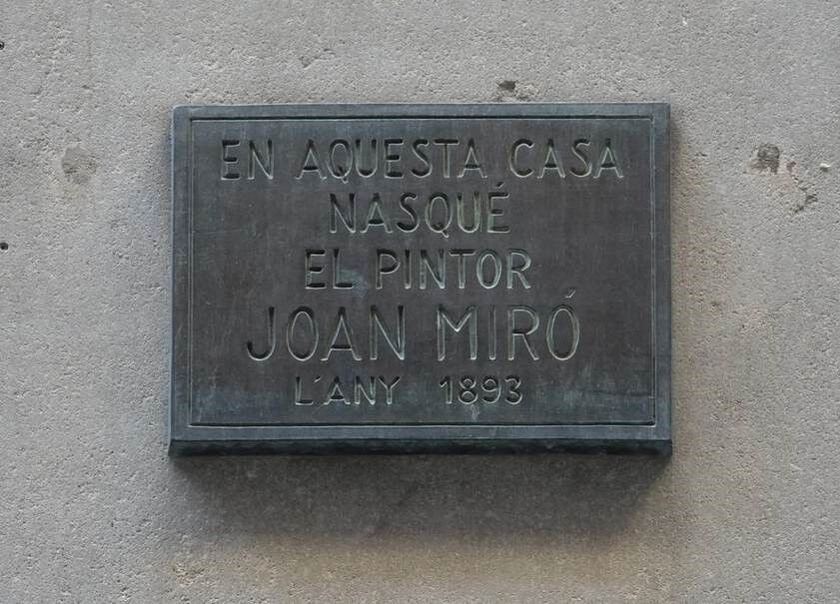 EN AQUESTA CASA
NASQUÉ
EL PINTOR
JOAN MIRÓ
L'ANY 1893